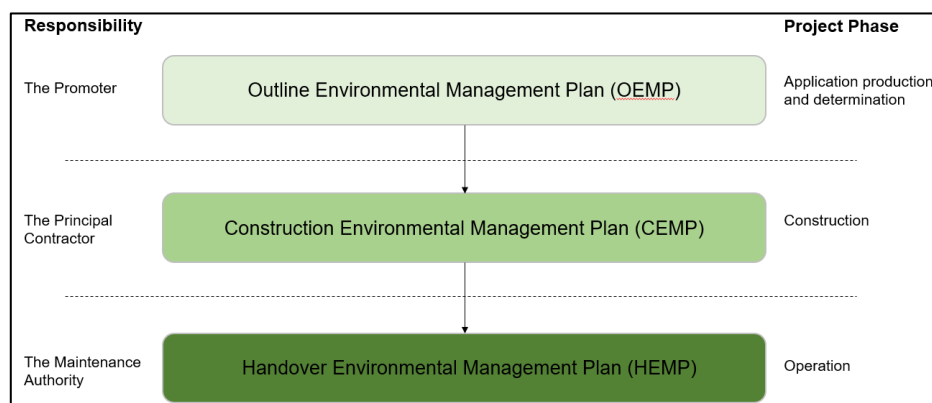 Responsibility
Project Phase
The Promoter
Outline Environmental Management Plan (OEMP)
Application production
and determination
The Principal
Contractor
Construction Environmental Management Plan (CEMP)
Construction
The Maintenance
Authority
Handover Environmental Management Plan (HEMP)
Operation